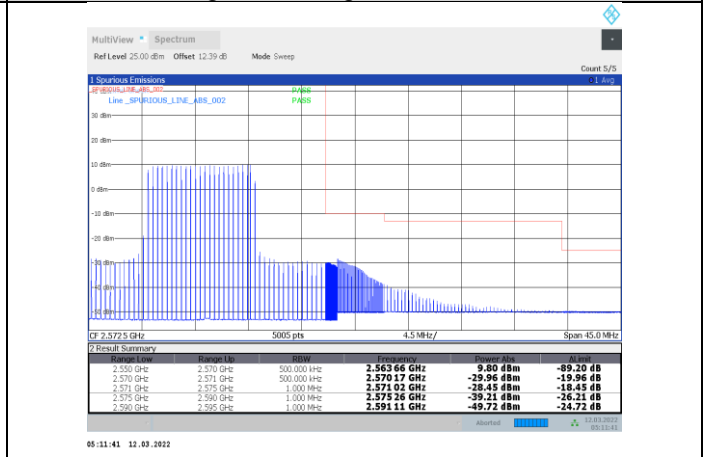 MultiView Spectrum
Ref Level 25.00 dBm Offset 12.39 dB Mode Sweep
Count 5/5
1 Spurious Emissions 1 Avg
SPURIOUS_LINE_ABS_002 PASS
Line _SPURIOUS_LINE_ABS_002 PASS
30 dBm
20 dBm
10 dBm
0 dBm
-10 dBm
-20 dBm
CF 2.5725 GHz 5005 pts 4.5 MHz/ Span 45.0 MHz
2 Result Summary
Range Low Range Up RBW Frequency Power Abs ΔLimit
2.550 GHz 2.570 GHz 500.000 kHz 2.563 66 GHz 9.80 dBm -89.20 dB
2.570 GHz 2.571 GHz 500.000 kHz 2.570 17 GHz -29.96 dBm -19.96 dB
2.571 GHz 2.575 GHz 1.000 MHz 2.571 02 GHz -28.45 dBm -18.45 dB
2.575 GHz 2.590 GHz 1.000 MHz 2.575 26 GHz -39.21 dBm -26.21 dB
2.590 GHz 2.595 GHz 1.000 MHz 2.591 11 GHz -49.72 dBm -24.72 dB
Aborted 12.03.2022
05:11:41
05:11:41 12.03.2022